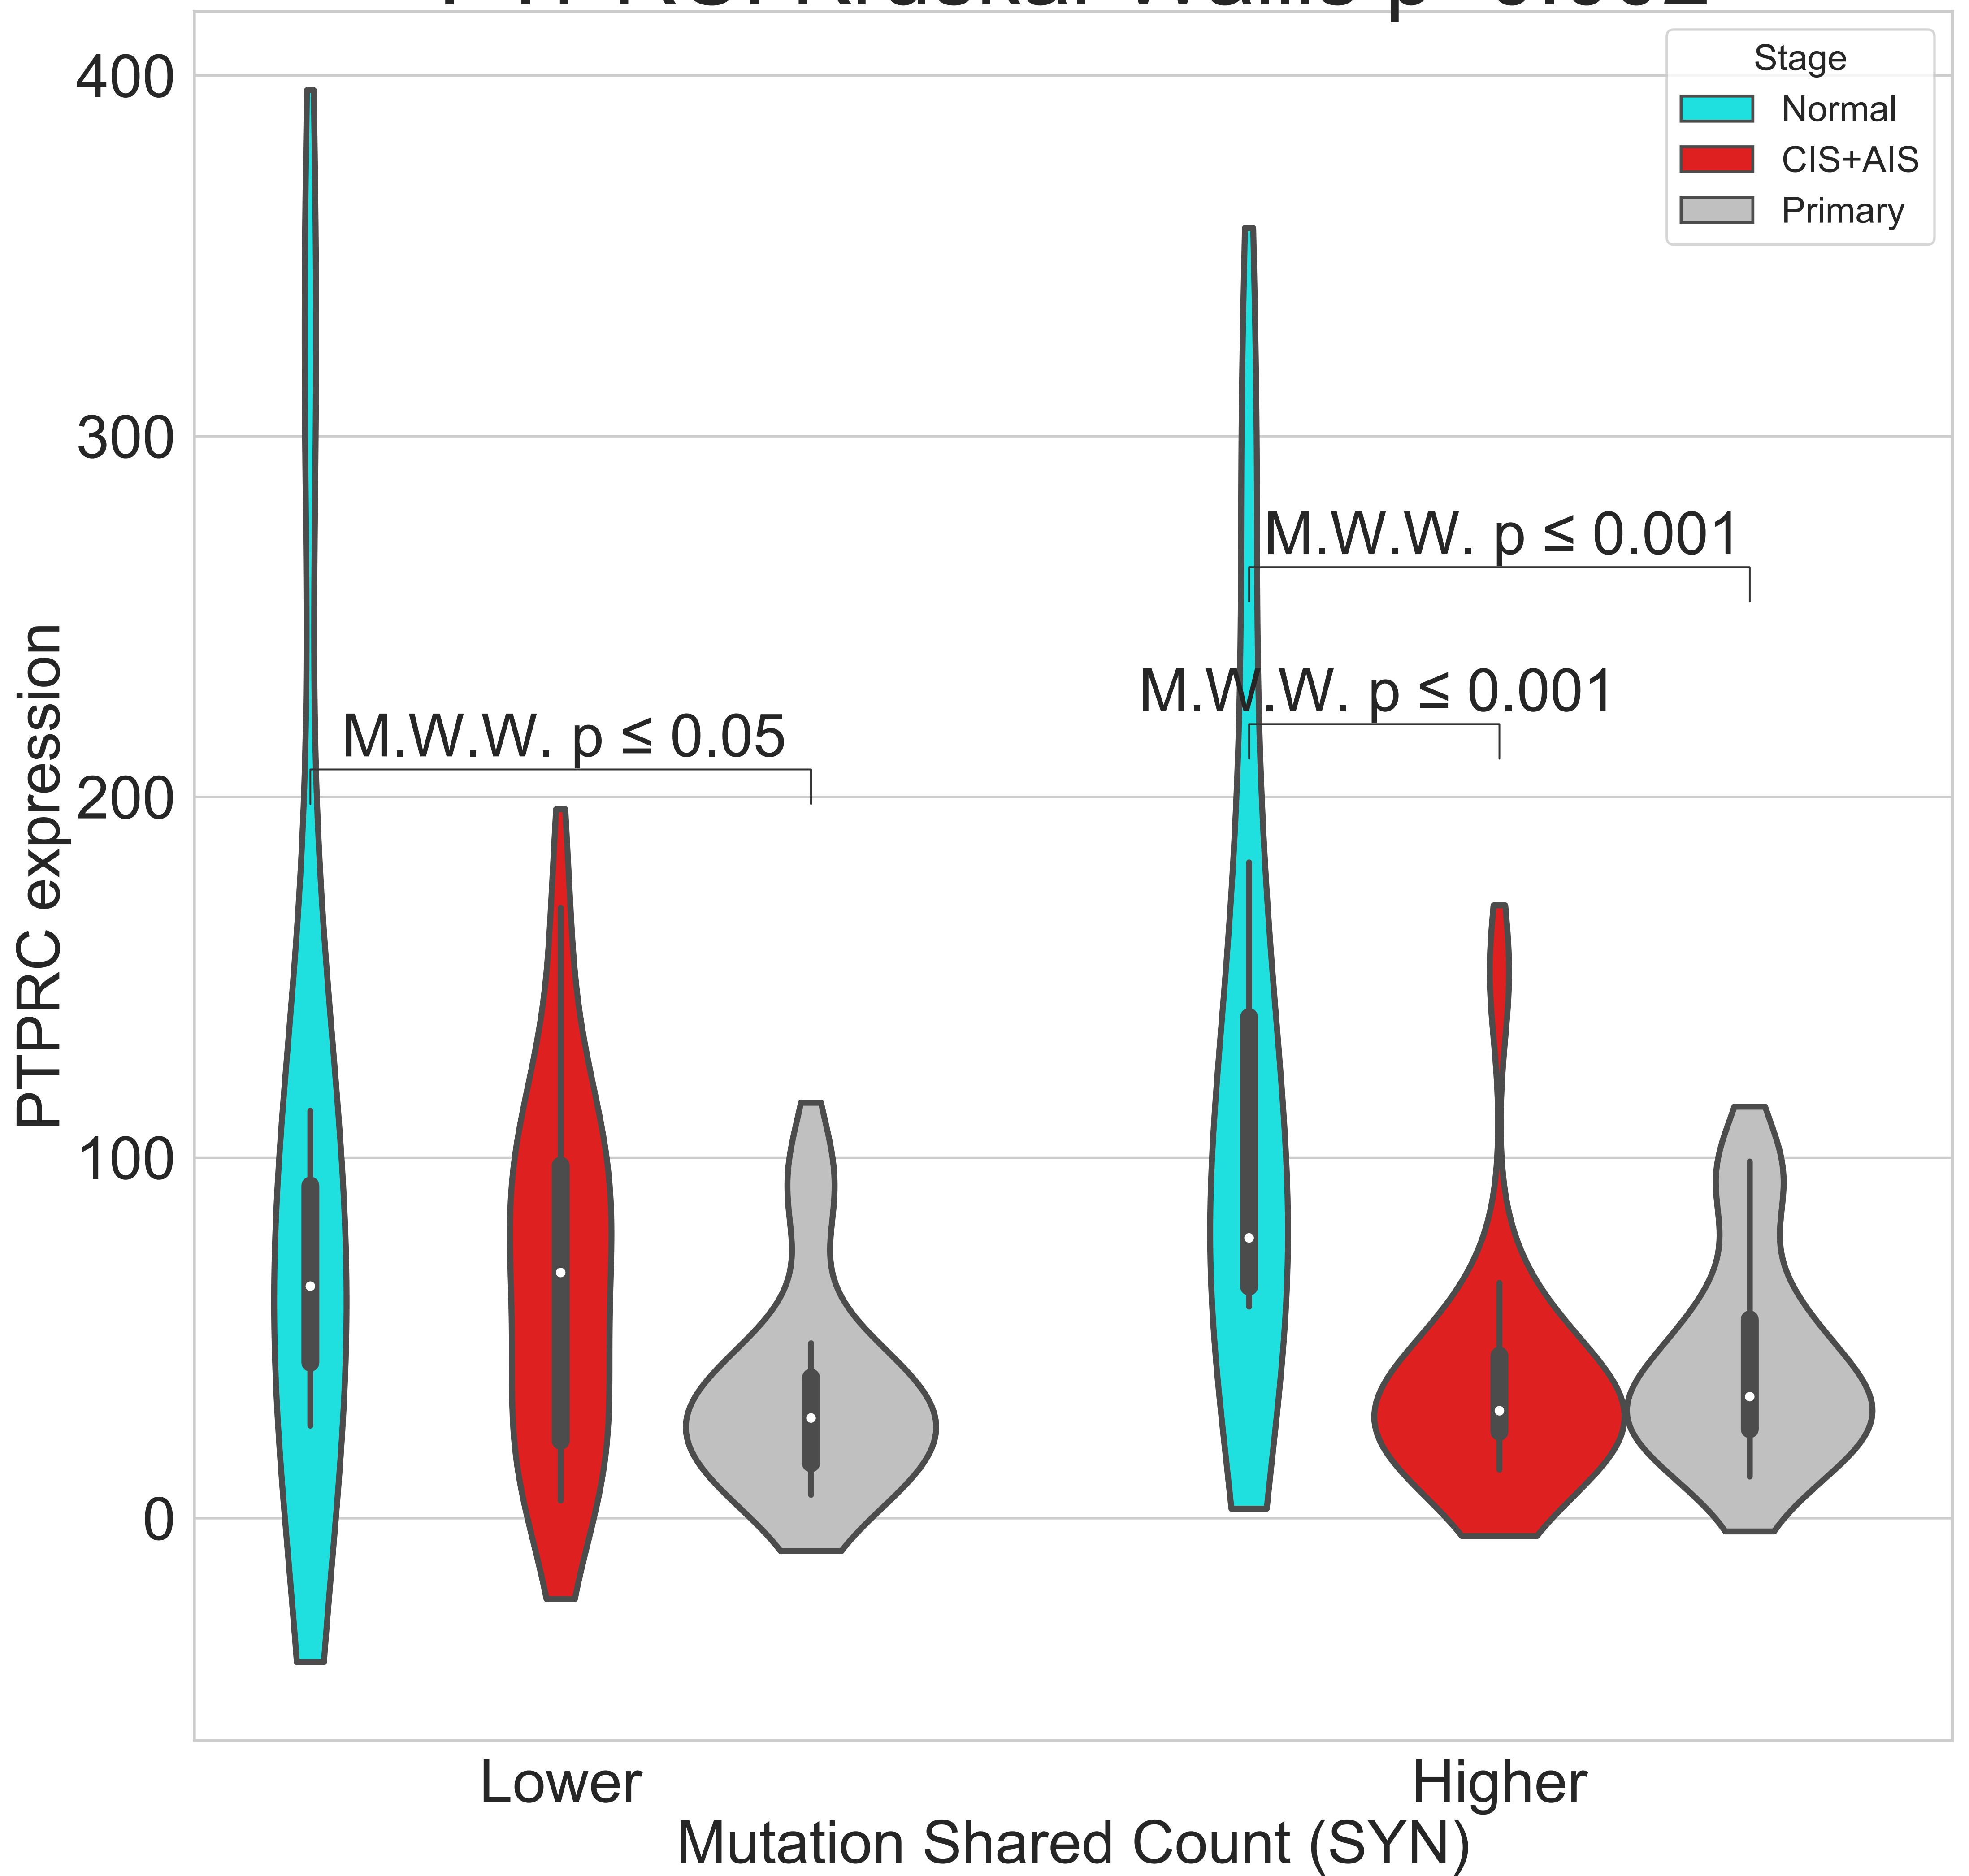 Stage
Normal
CIS+AIS
Primary
400
300
200
100
0
PTPRC expression
M.W.W. p ≤ 0.001
M.W.W. p ≤ 0.001
M.W.W. p ≤ 0.05
Lower
Higher
Mutation Shared Count (SYN)